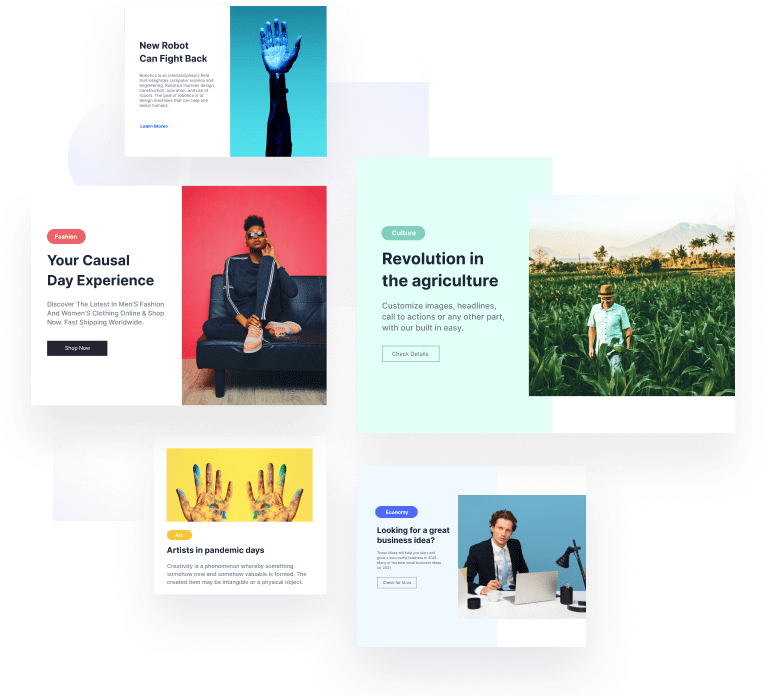 New Robot
Can Fight Back
Robotics is an interdisciplinary field
that integrates computer science and
engineering. Robotics involves design,
construction, operation, and use of
robots. The goal of robotics is to
design machines that can help and
assist humans.
Learn More
Fashion
Your Causal
Day Experience
Discover The Latest In Men'S Fashion
And Women'S Clothing Online & Shop
Now. Fast Shipping Worldwide.
Shop Now
Culture
Revolution in
the agriculture
Customize images, headlines,
call to actions or any other part,
with our built in easy.
Check Details
Artists in pandemic days
Creativity is a phenomenon whereby something
somehow new and somehow valuable is formed. The
created item may be intangible or a physical object.
Economy
Looking for a great
business idea?
These ideas will help you start and
grow a successful business in 2021.
Many of the best small business ideas
for 2021
Check for More